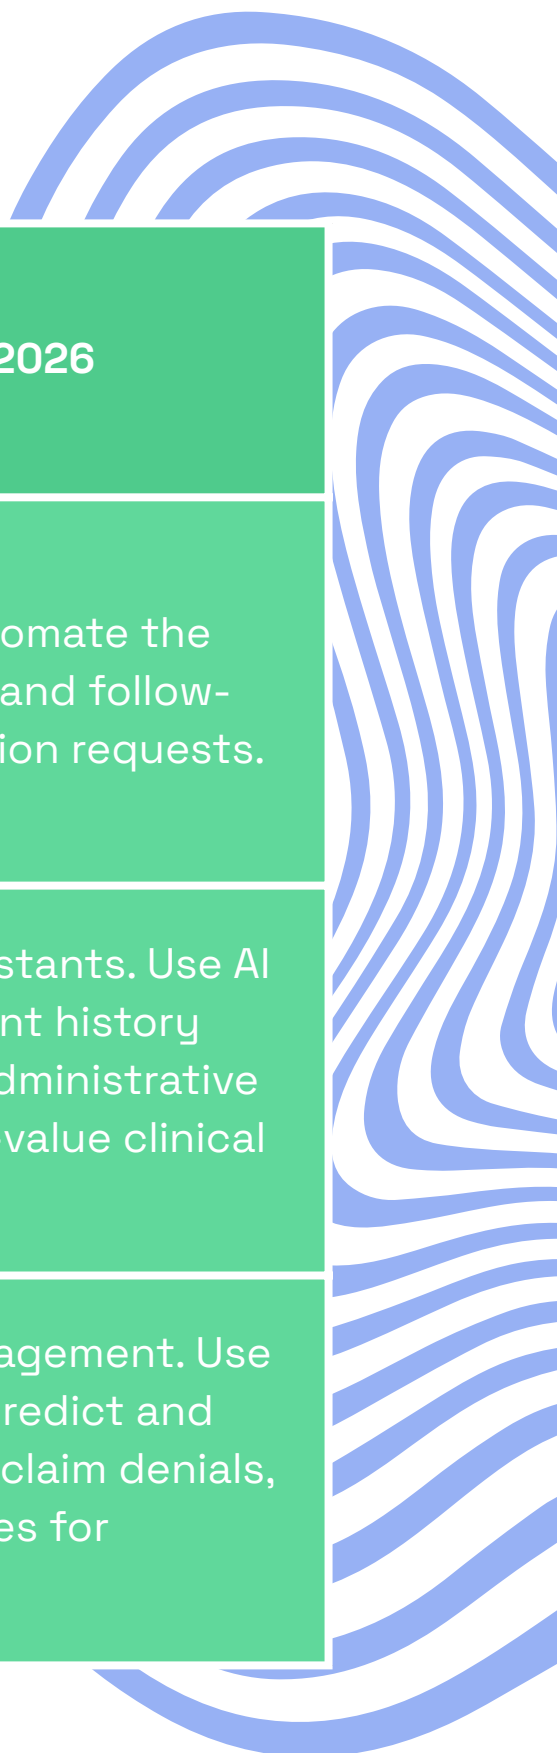 2026
omate the
and follow-
ion requests.
stants. Use AI
nt history
dministrative
value clinical
agement. Use
redict and
claim denials,
es for